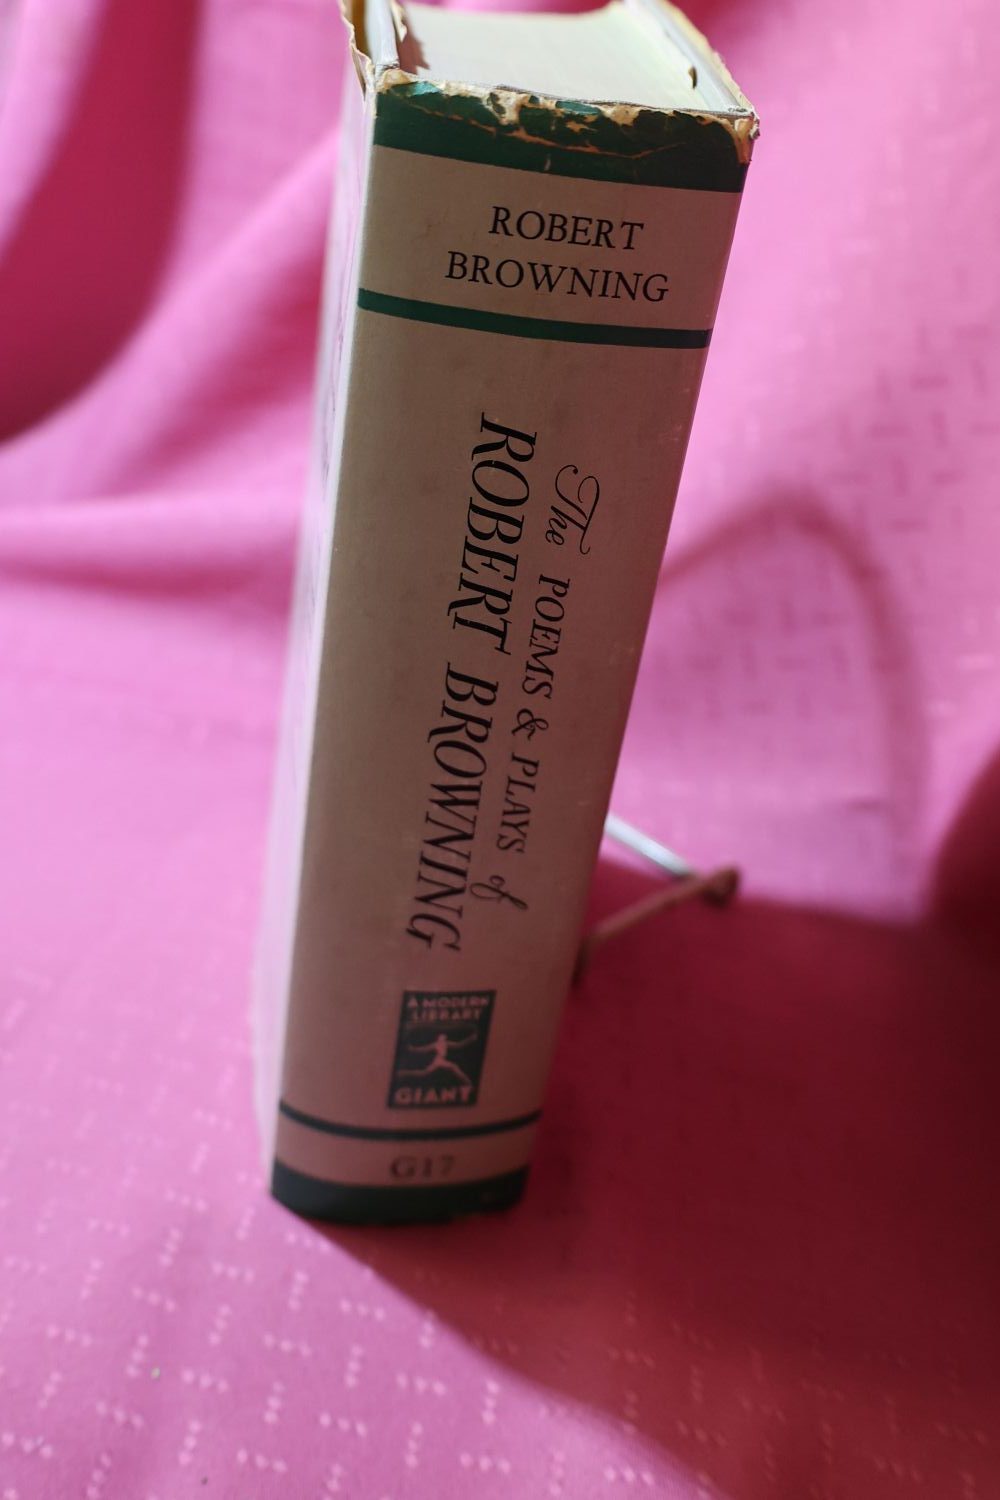 ROBERT
BROWNING
The POEMS & PLAYS of
ROBERT BROWNING
A MODERN
LIBRARY
GIANT
G17